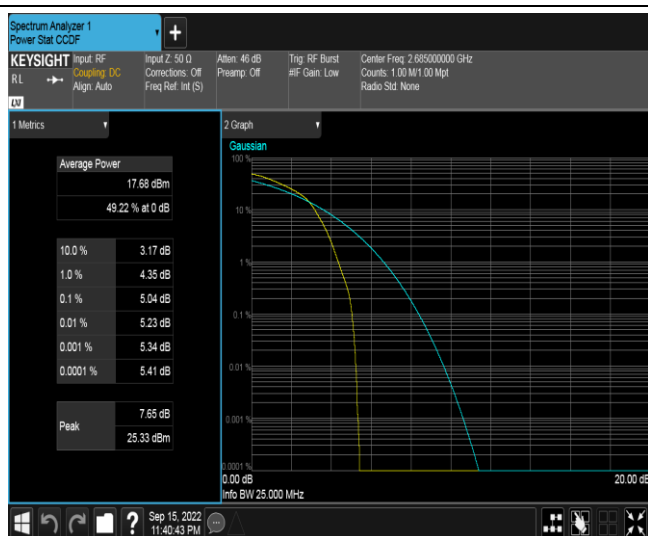 Spectrum Analyzer 1
Power Stat CCDF
+
KEYSIGHT
RL
LXI
Input: RF
Coupling: DC
Align: Auto
Input Z: 50 Ω
Corrections: Off
Freq Ref: Int (S)
Atten: 46 dB
Preamp: Off
Trig: RF Burst
#IF Gain: Low
Center Freq: 2.685000000 GHz
Counts: 1.00 M/1.00 Mpt
Radio Std: None
1 Metrics
Average Power
17.68 dBm
49.22 % at 0 dB
10.0 % 3.17 dB
1.0 % 4.35 dB
0.1 % 5.04 dB
0.01 % 5.23 dB
0.001 % 5.34 dB
0.0001 % 5.41 dB
Peak
7.65 dB
25.33 dBm
2 Graph
Gaussian
100 %
10 %
1 %
0.1 %
0.01 %
0.001 %
0.0001 %
0.00 dB 20.00 dB
Info BW 25.000 MHz
?
Sep 15, 2022
11:40:43 PM